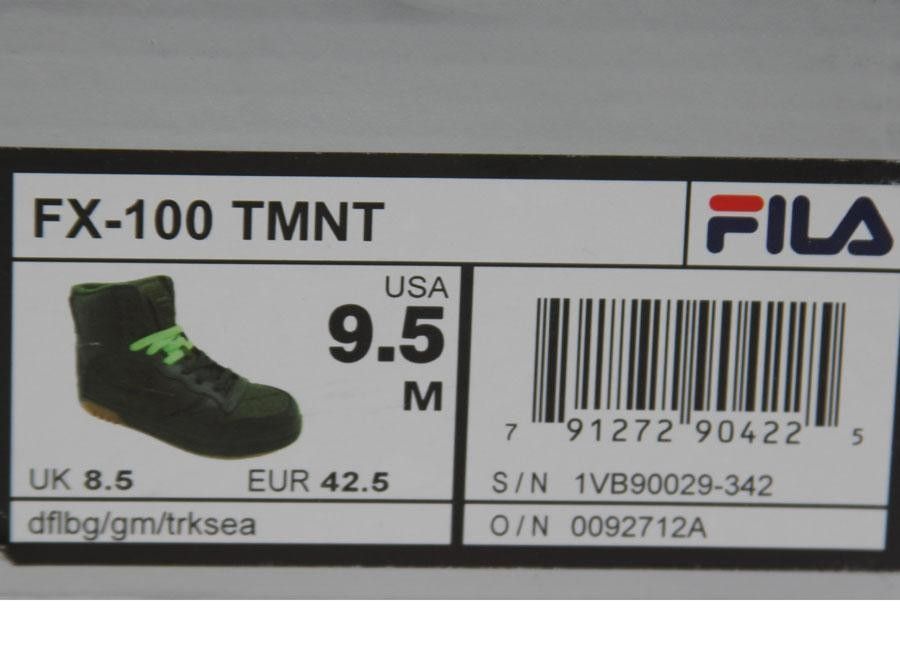 FX-100 TMNT
FILA
USA
9.5
M
UK 8.5 EUR 42.5
dflbg/gm/trksea
7 91272 90422 5
S/N 1VB90029-342
O/N 0092712A